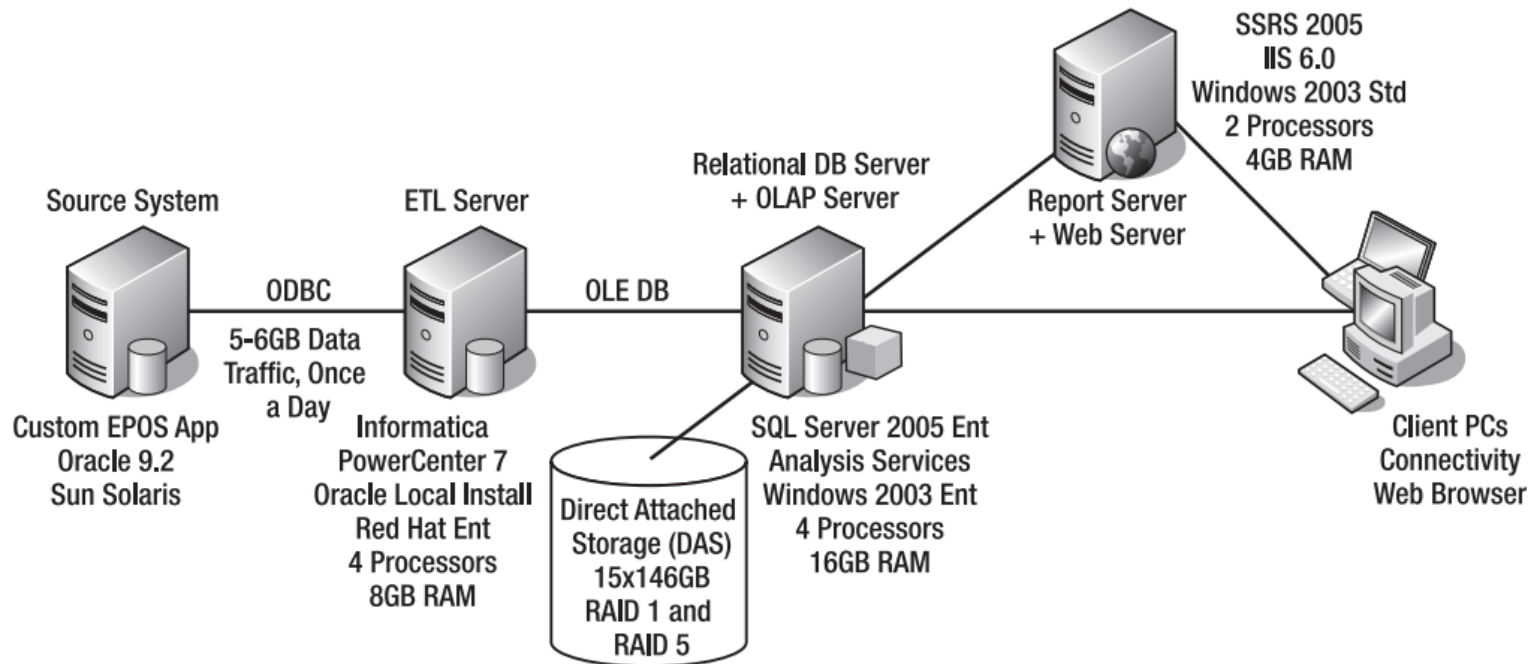 Source System
Custom EPOS App
Oracle 9.2
Sun Solaris
ODBC
5-6GB Data
Traffic, Once
a Day
ETL Server
Informatica
PowerCenter 7
Oracle Local Install
Red Hat Ent
4 Processors
8GB RAM
OLE DB
Relational DB Server
+ OLAP Server
SQL Server 2005 Ent
Analysis Services
Windows 2003 Ent
4 Processors
16GB RAM
Direct Attached
Storage (DAS)
15x146GB
RAID 1 and
RAID 5
SSRS 2005
IIS 6.0
Windows 2003 Std
2 Processors
4GB RAM
Report Server
+ Web Server
Client PCs
Connectivity
Web Browser